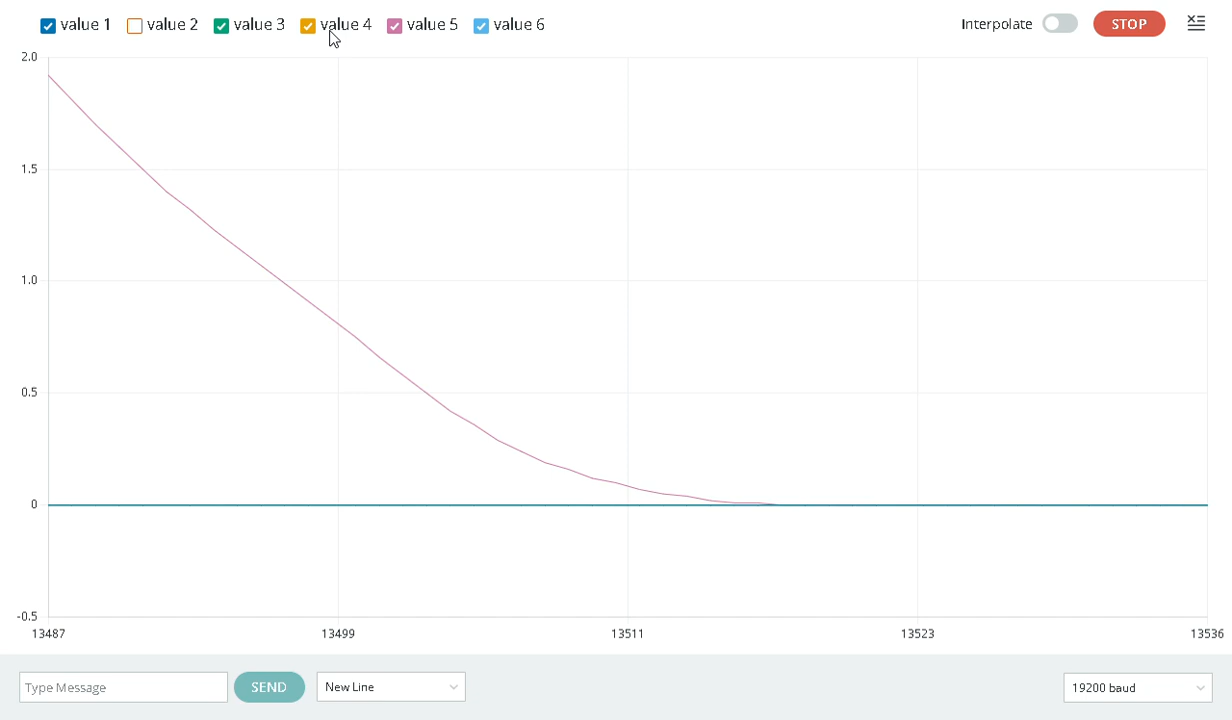 value 1 value 2 value 3 value 4 value 5 value 6 Interpolate STOP
2.0
1.5
1.0
0.5
0
-0.5
13487 13499 13511 13523 13536
Type Message SEND New Line 19200 baud